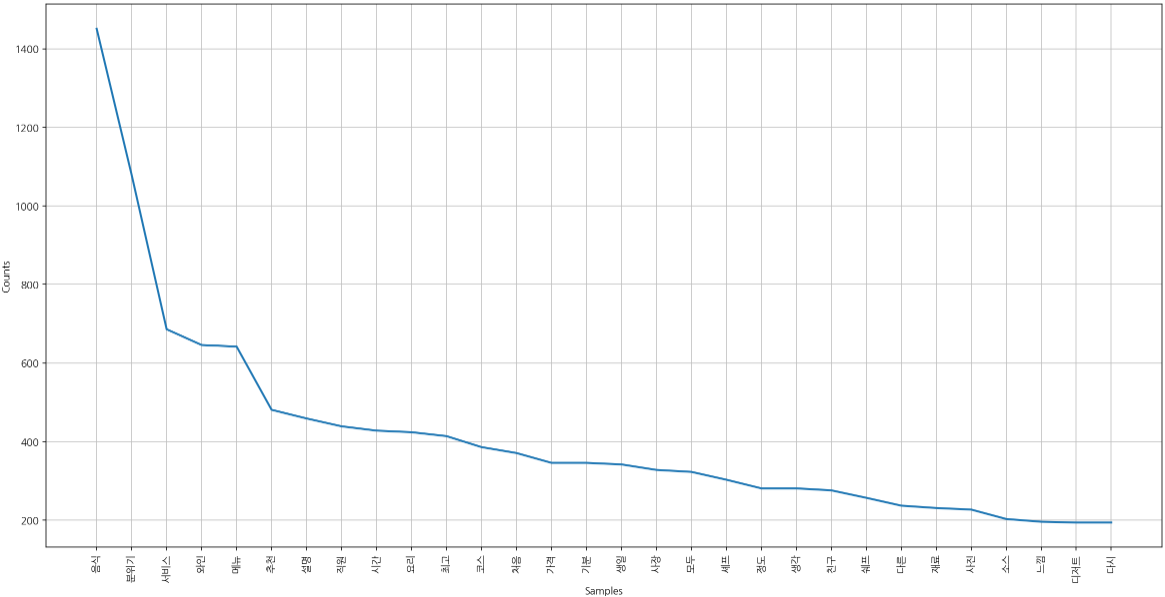 1400
1200
1000
800
600
400
200
Counts
음식
분위기
서비스
와인
메뉴
추천
설명
직원
시간
요리
최고
코스
처음
가격
기분
생일
사장
모두
셰프
정도
생각
친구
쉐프
다른
재료
사진
소스
느낌
디저트
다시
Samples